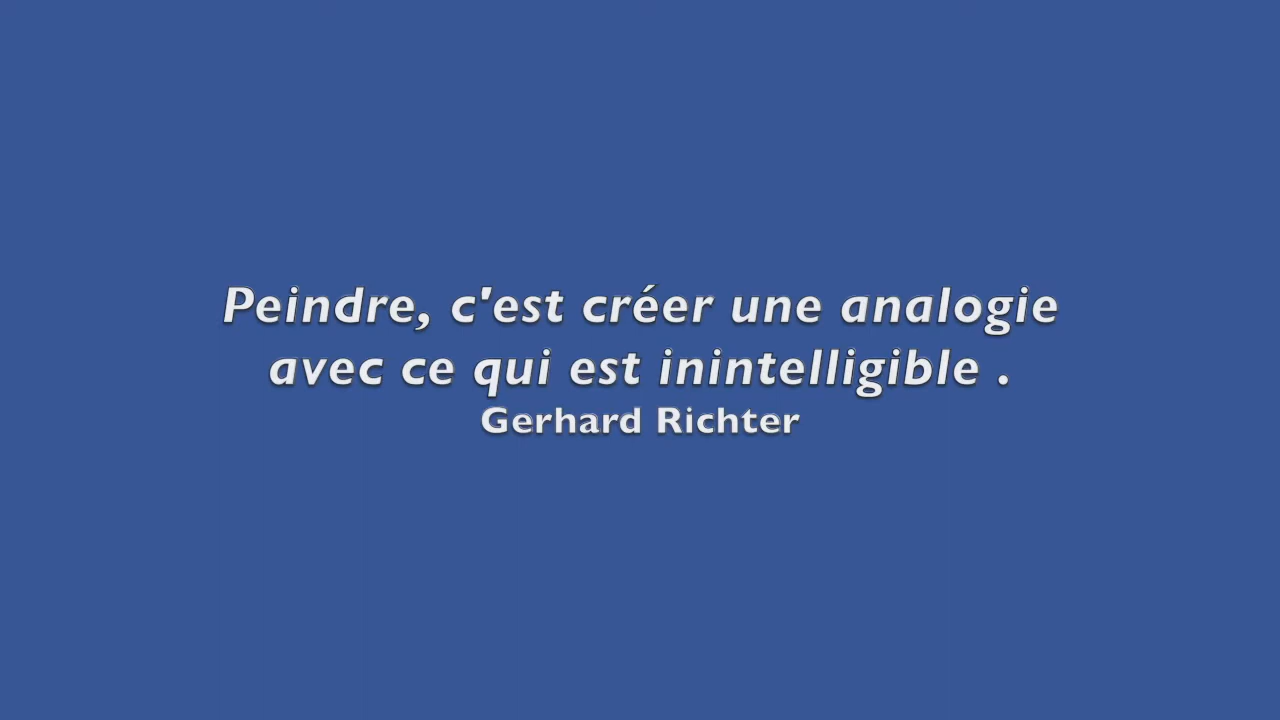 Peindre, c'est créer une analogie
avec ce qui est inintelligible .
Gerhard Richter